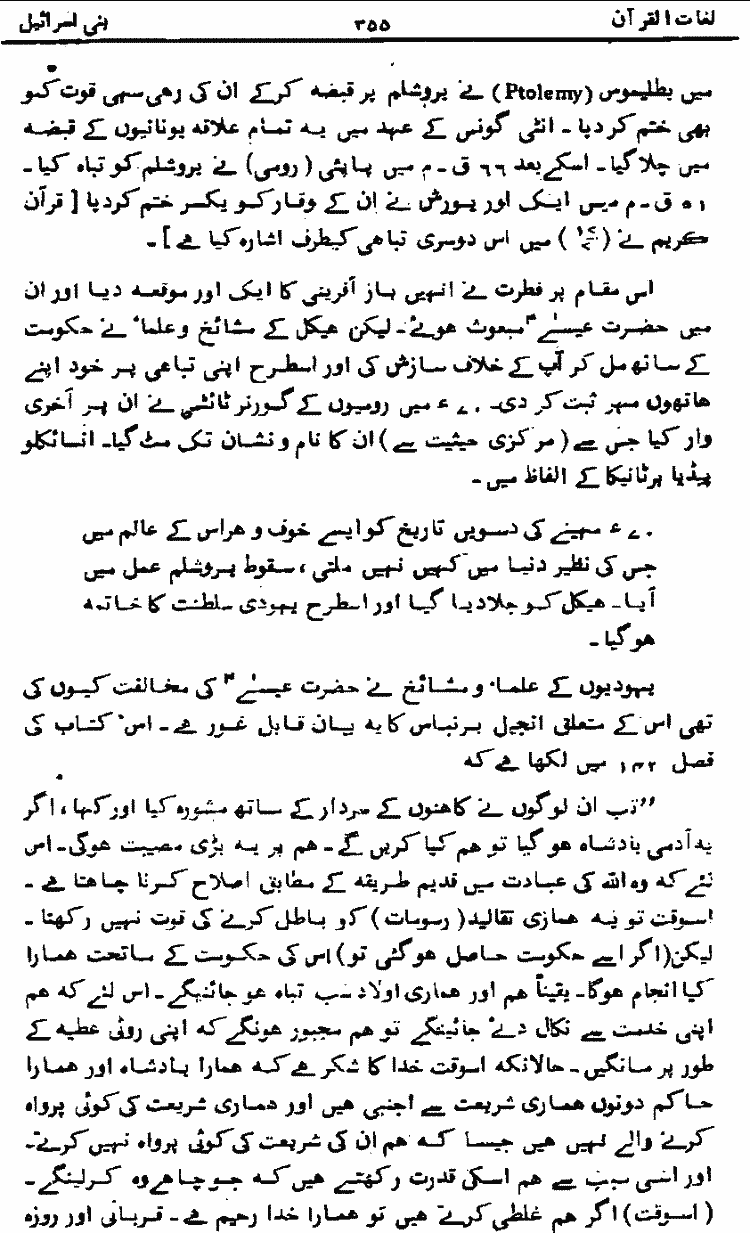 لغات القرآن ۳۵۵ بنی اسرائیل
میں بطلیموس (Ptolemy) نے یروشلم پر قبضہ کرکے ان کی رہی سہی قوت کو
بھی ختم کر دیا ۔ انٹی گونس کے عہد میں یہ تمام علاقہ یونانیوں کے قبضہ
میں چلا گیا ۔ اسکے بعد ۶۶ ق ۔ م میں پاپئی ( رومی ) نے یروشلم کو تباہ کیا ۔
۵۱ ق ۔ م میں ایک اور یورش نے ان کے وقار کو یکسر ختم کردیا [ قرآن
کریم نے ( ۱۷/۷ ) میں اس دوسری تباہی کیطرف اشارہ کیا ہے ] ۔
اس مقام پر فطرت نے انہیں باز آفرینی کا ایک اور موقعہ دیا اور ان
میں حضرت عیسٰے ؑ مبعوث ہوئے ۔ لیکن ہیکل کے مشائخ و علماء نے حکومت
کے ساتھ مل کر آپ کے خلاف سازش کی اور اسطرح اپنی تباہی پر خود اپنے
ہاتھوں مہر ثبت کر دی ۔ ۷۰ ء میں رومیوں کے گورنر ٹائٹس نے ان پر آخری
وار کیا جس سے ( مرکزی حیثیت سے ) ان کا نام و نشان تک مٹ گیا ۔ انسائکلو
پیڈیا برٹانیکا کے الفاظ میں ۔
۷۰ ء مہینے کی دسویں تاریخ کو ایسے خوف و ہراس کے عالم میں
جس کی نظیر دنیا میں کہیں نہیں ملتی ، سقوط یروشلم عمل میں
آیا ۔ ہیکل کو جلا دیا گیا اور اسطرح یہودی سلطنت کا خاتمہ
ہوگیا ۔
یہودیوں کے علماء و مشائخ نے حضرت عیسٰے ؑ کی مخالفت کیوں کی
تھی اس کے متعلق انجیل برنباس کا یہ بیان قابل غور ہے ۔ اس کتاب کی
فصل ۱۴۲ میں لکھا ہے کہ
”تب ان لوگوں نے کاہنوں کے سردار کے ساتھ مشورہ کیا اور کہا ، اگر
یہ آدمی بادشاہ ہو گیا تو ہم کیا کریں گے ۔ ہم پر یہ بڑی مصیبت ہوگی ۔ اس
لئے کہ وہ اللہ کی عبادت میں قدیم طریقہ کے مطابق اصلاح کرنا چاہتا ہے ۔
اسوقت تو یہ ہماری تقالید ( رسومات ) کو باطل کرنے کی قوت نہیں رکھتا ۔
لیکن ( اگر اسے حکومت حاصل ہوگئی تو ) اس کی حکومت کے ماتحت ہمارا
کیا انجام ہوگا ۔ یقیناً ہم اور ہماری اولاد سب تباہ ہو جائینگے ۔ اس لئے کہ ہم
اپنی خدمت سے نکال دئے جائینگے تو ہم مجبور ہونگے کہ اپنی روٹی عطیہ کے
طور پر مانگیں ۔ حالانکہ اسوقت خدا کا شکر ہے کہ ہمارا بادشاہ اور ہمارا
حاکم دونوں ہماری شریعت سے اجنبی ہیں اور ہماری شریعت کی کوئی پرواہ
کرنے والے نہیں ہیں جیسا کہ ہم ان کی شریعت کی کوئی پرواہ نہیں کرتے ۔
اور اسی سبب سے ہم اسکی قدرت رکھتے ہیں کہ جو چاہے وہ کرلینگے ۔
( اسوقت ) اگر ہم غلطی کرتے ہیں تو ہمارا خدا رحیم ہے ۔ قربانی اور روزہ